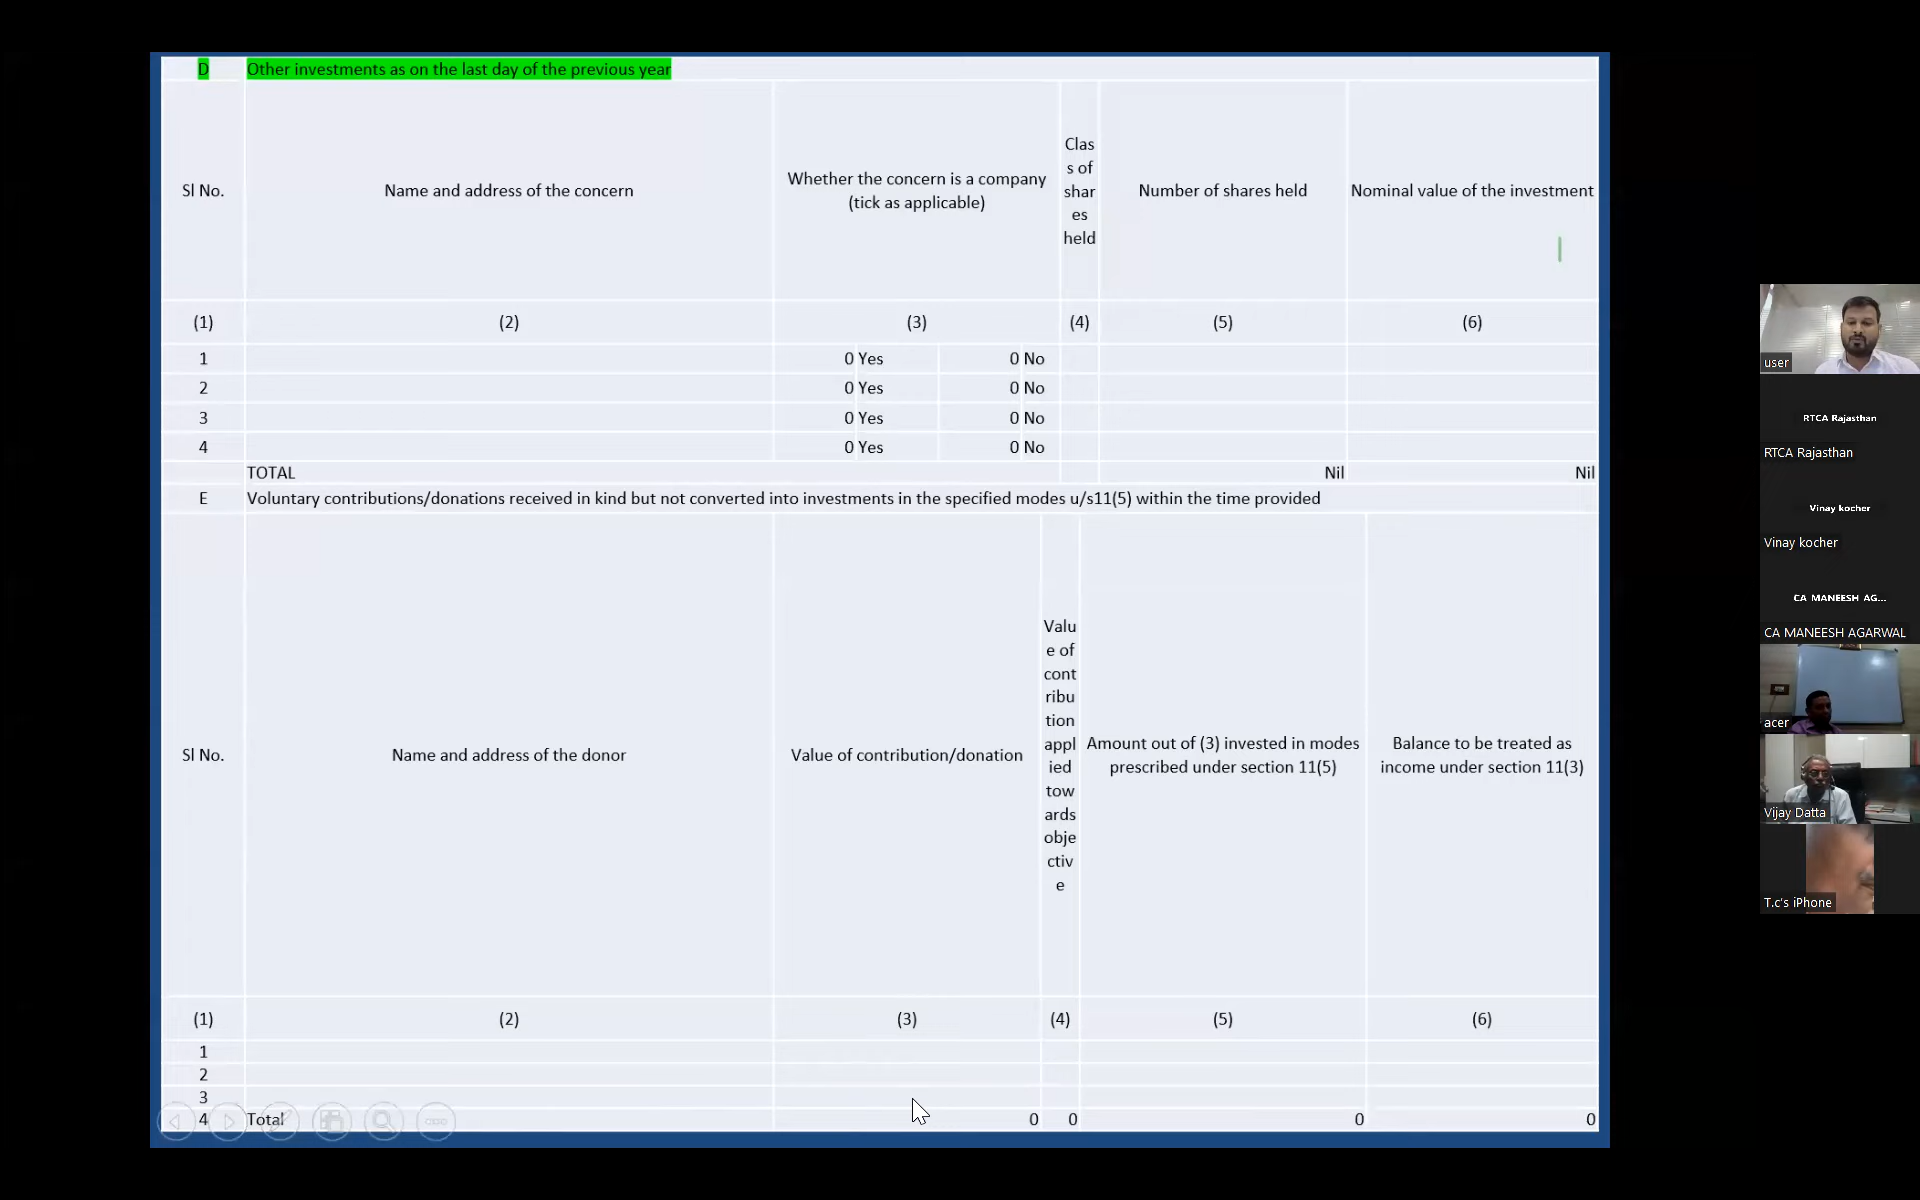 D Other investments as on the last day of the previous year
Sl No.
Name and address of the concern
Whether the concern is a company
(tick as applicable)
Clas
s of
shar
es
held
Number of shares held
Nominal value of the investment
(1) (2) (3) (4) (5) (6)
1 0 Yes 0 No
2 0 Yes 0 No
3 0 Yes 0 No
4 0 Yes 0 No
TOTAL Nil Nil
E Voluntary contributions/donations received in kind but not converted into investments in the specified modes u/s11(5) within the time provided
Sl No.
Name and address of the donor
Value of contribution/donation
Valu
e of
cont
ribu
tion
appl
ied
tow
ards
obje
ctiv
e
Amount out of (3) invested in modes
prescribed under section 11(5)
Balance to be treated as
income under section 11(3)
(1) (2) (3) (4) (5) (6)
1
2
3
4 Total 0 0 0 0
user
RTCA Rajasthan
RTCA Rajasthan
Vinay kocher
Vinay kocher
CA MANEESH AG...
CA MANEESH AGARWAL
acer
Vijay Datta
T.c's iPhone